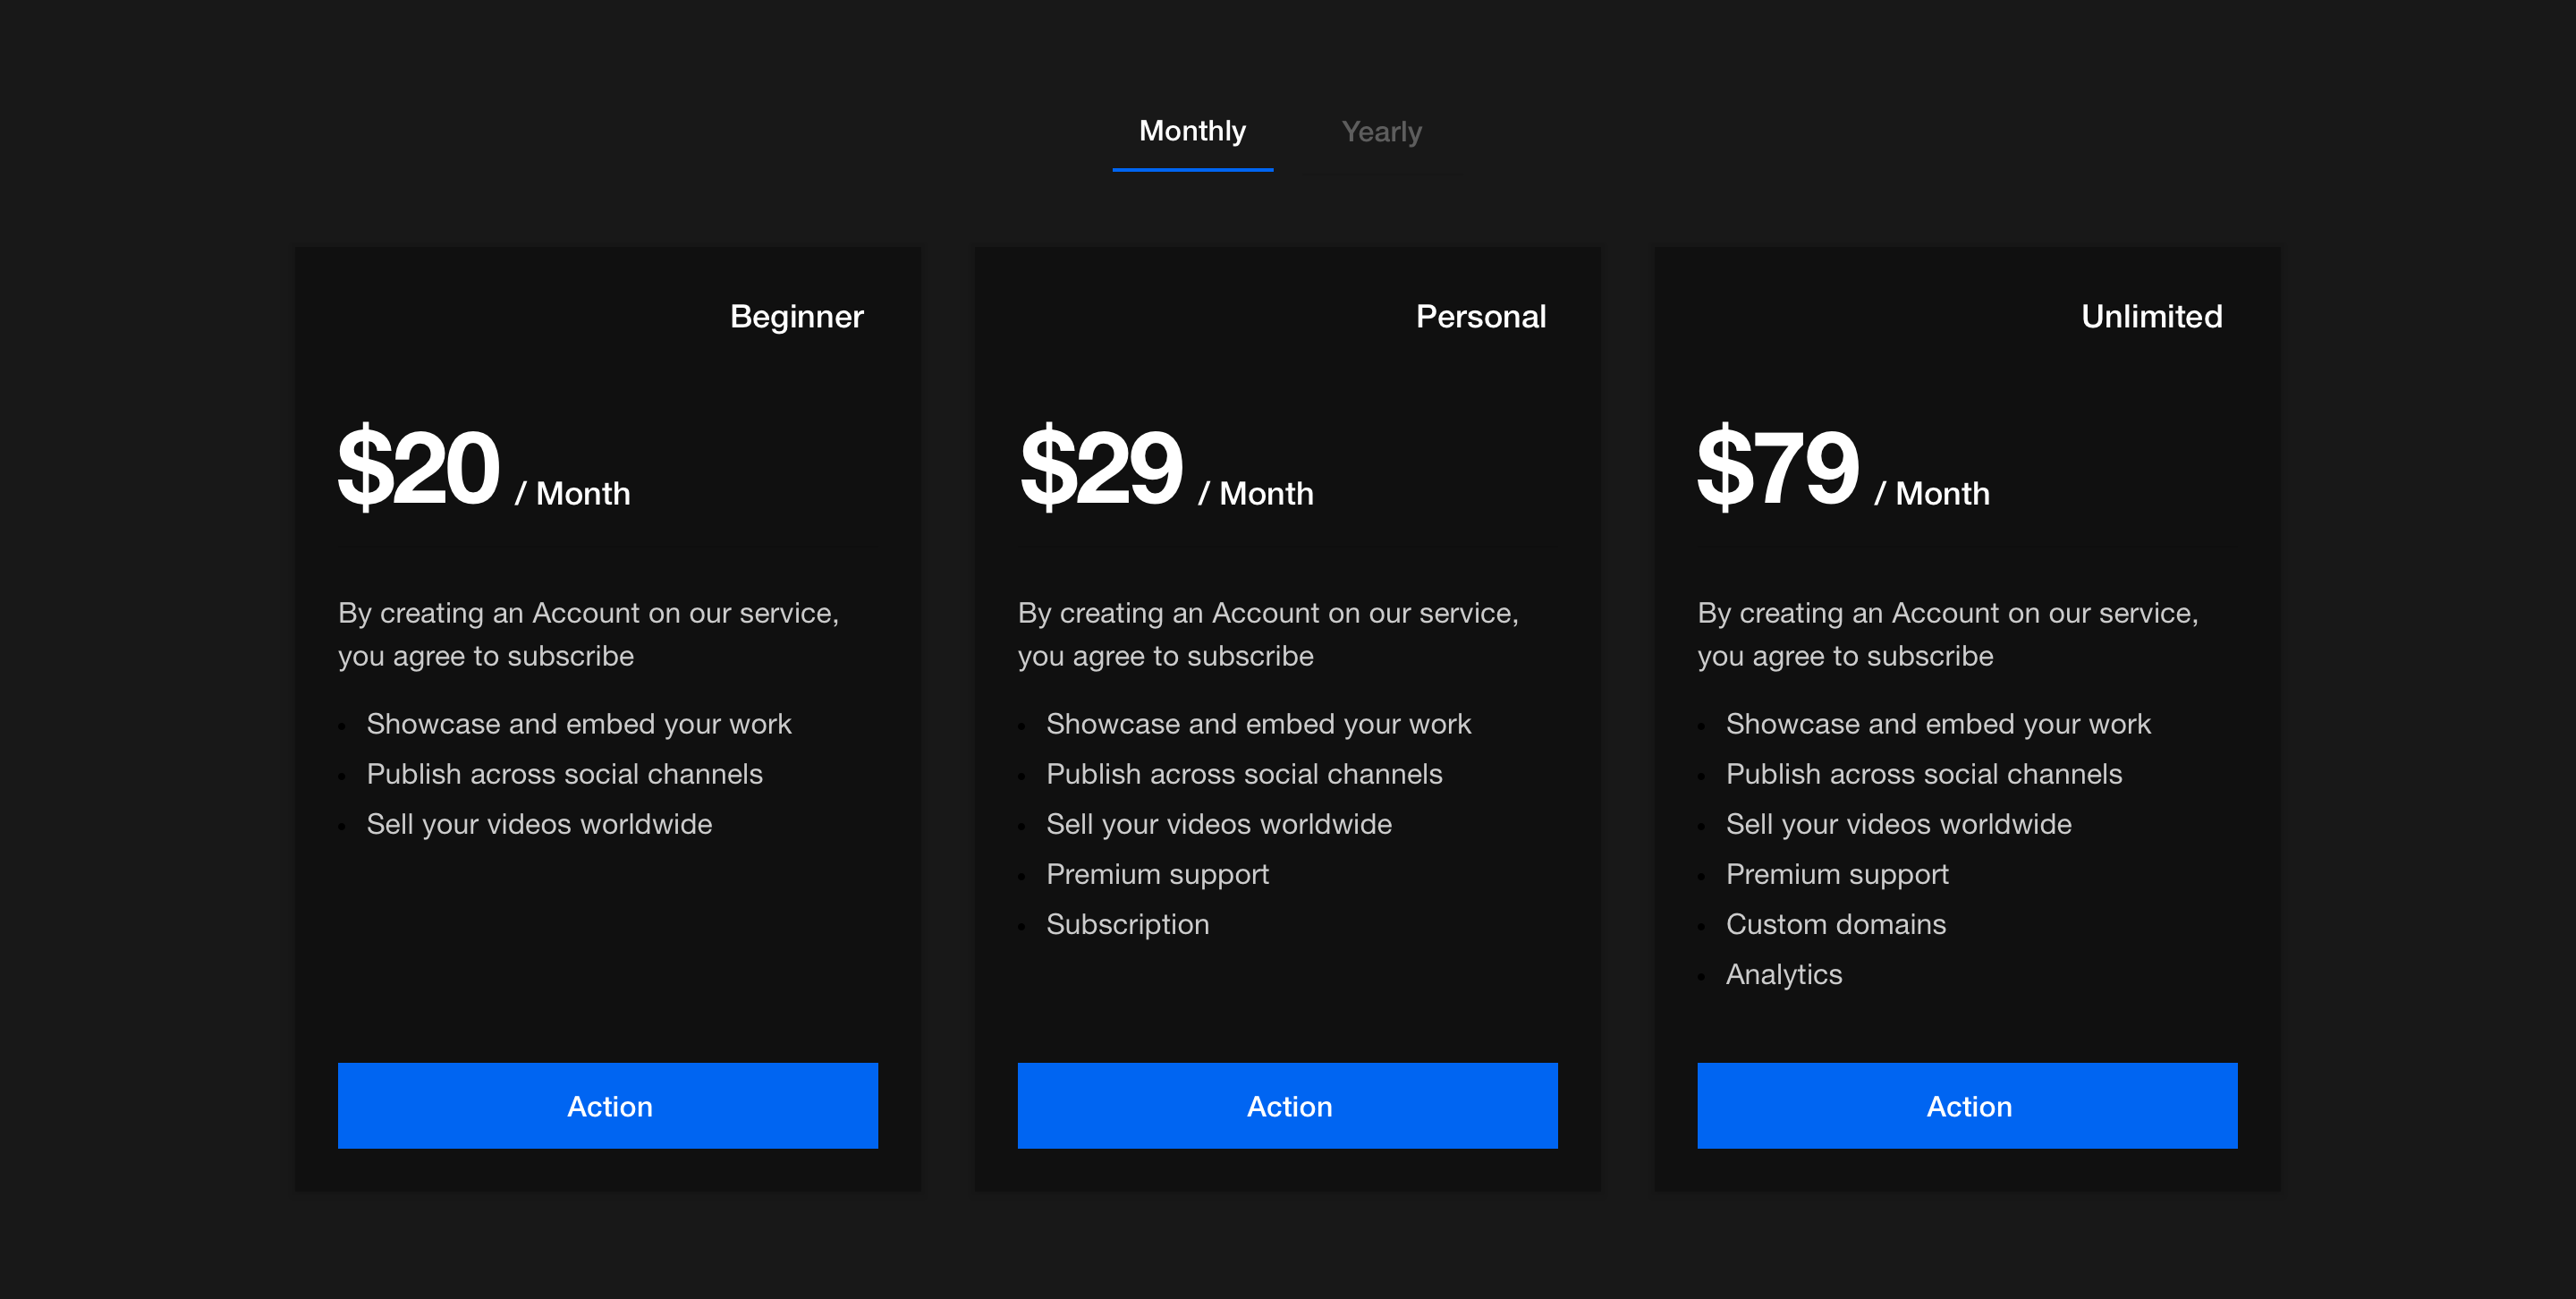 Monthly
Yearly
Beginner
$20 / Month
By creating an Account on our service,
you agree to subscribe
Showcase and embed your work
Publish across social channels
Sell your videos worldwide
Action
Personal
$29 / Month
By creating an Account on our service,
you agree to subscribe
Showcase and embed your work
Publish across social channels
Sell your videos worldwide
Premium support
Subscription
Action
Unlimited
$79 / Month
By creating an Account on our service,
you agree to subscribe
Showcase and embed your work
Publish across social channels
Sell your videos worldwide
Premium support
Custom domains
Analytics
Action